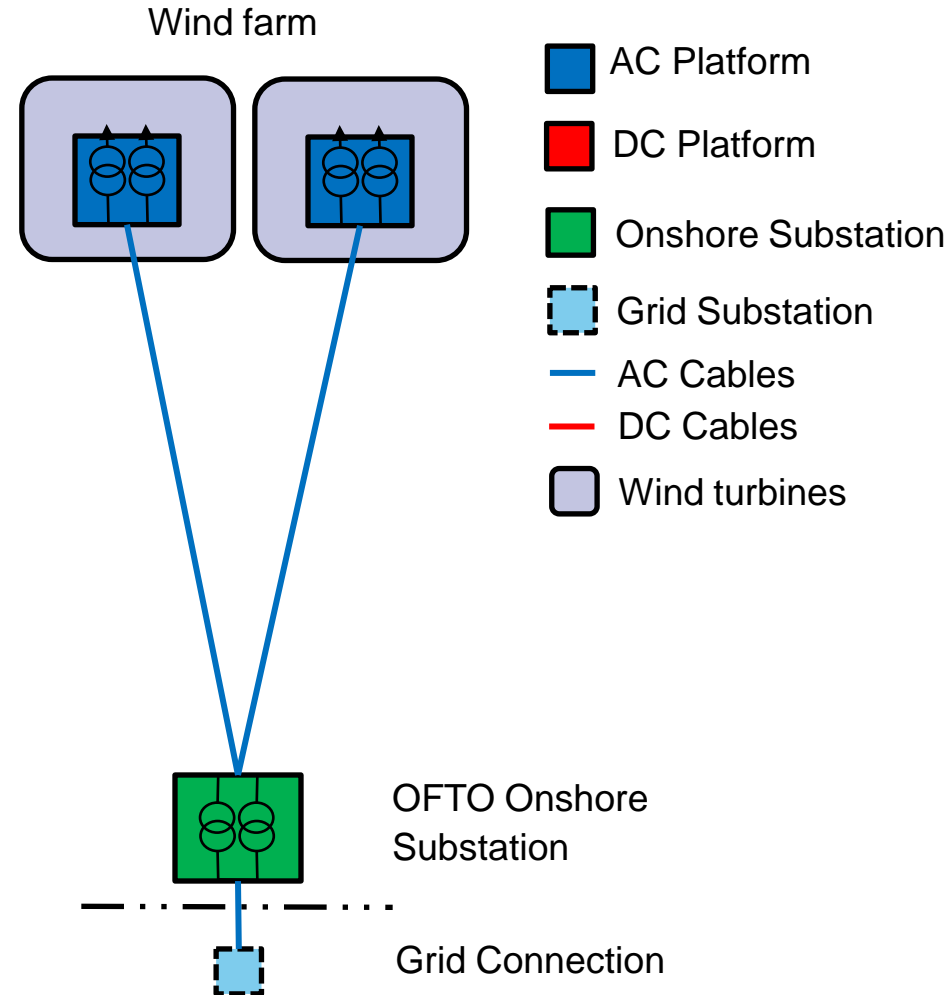 Wind farm
AC Platform
DC Platform
Onshore Substation
Grid Substation
AC Cables
DC Cables
Wind turbines
OFTO Onshore
Substation
Grid Connection